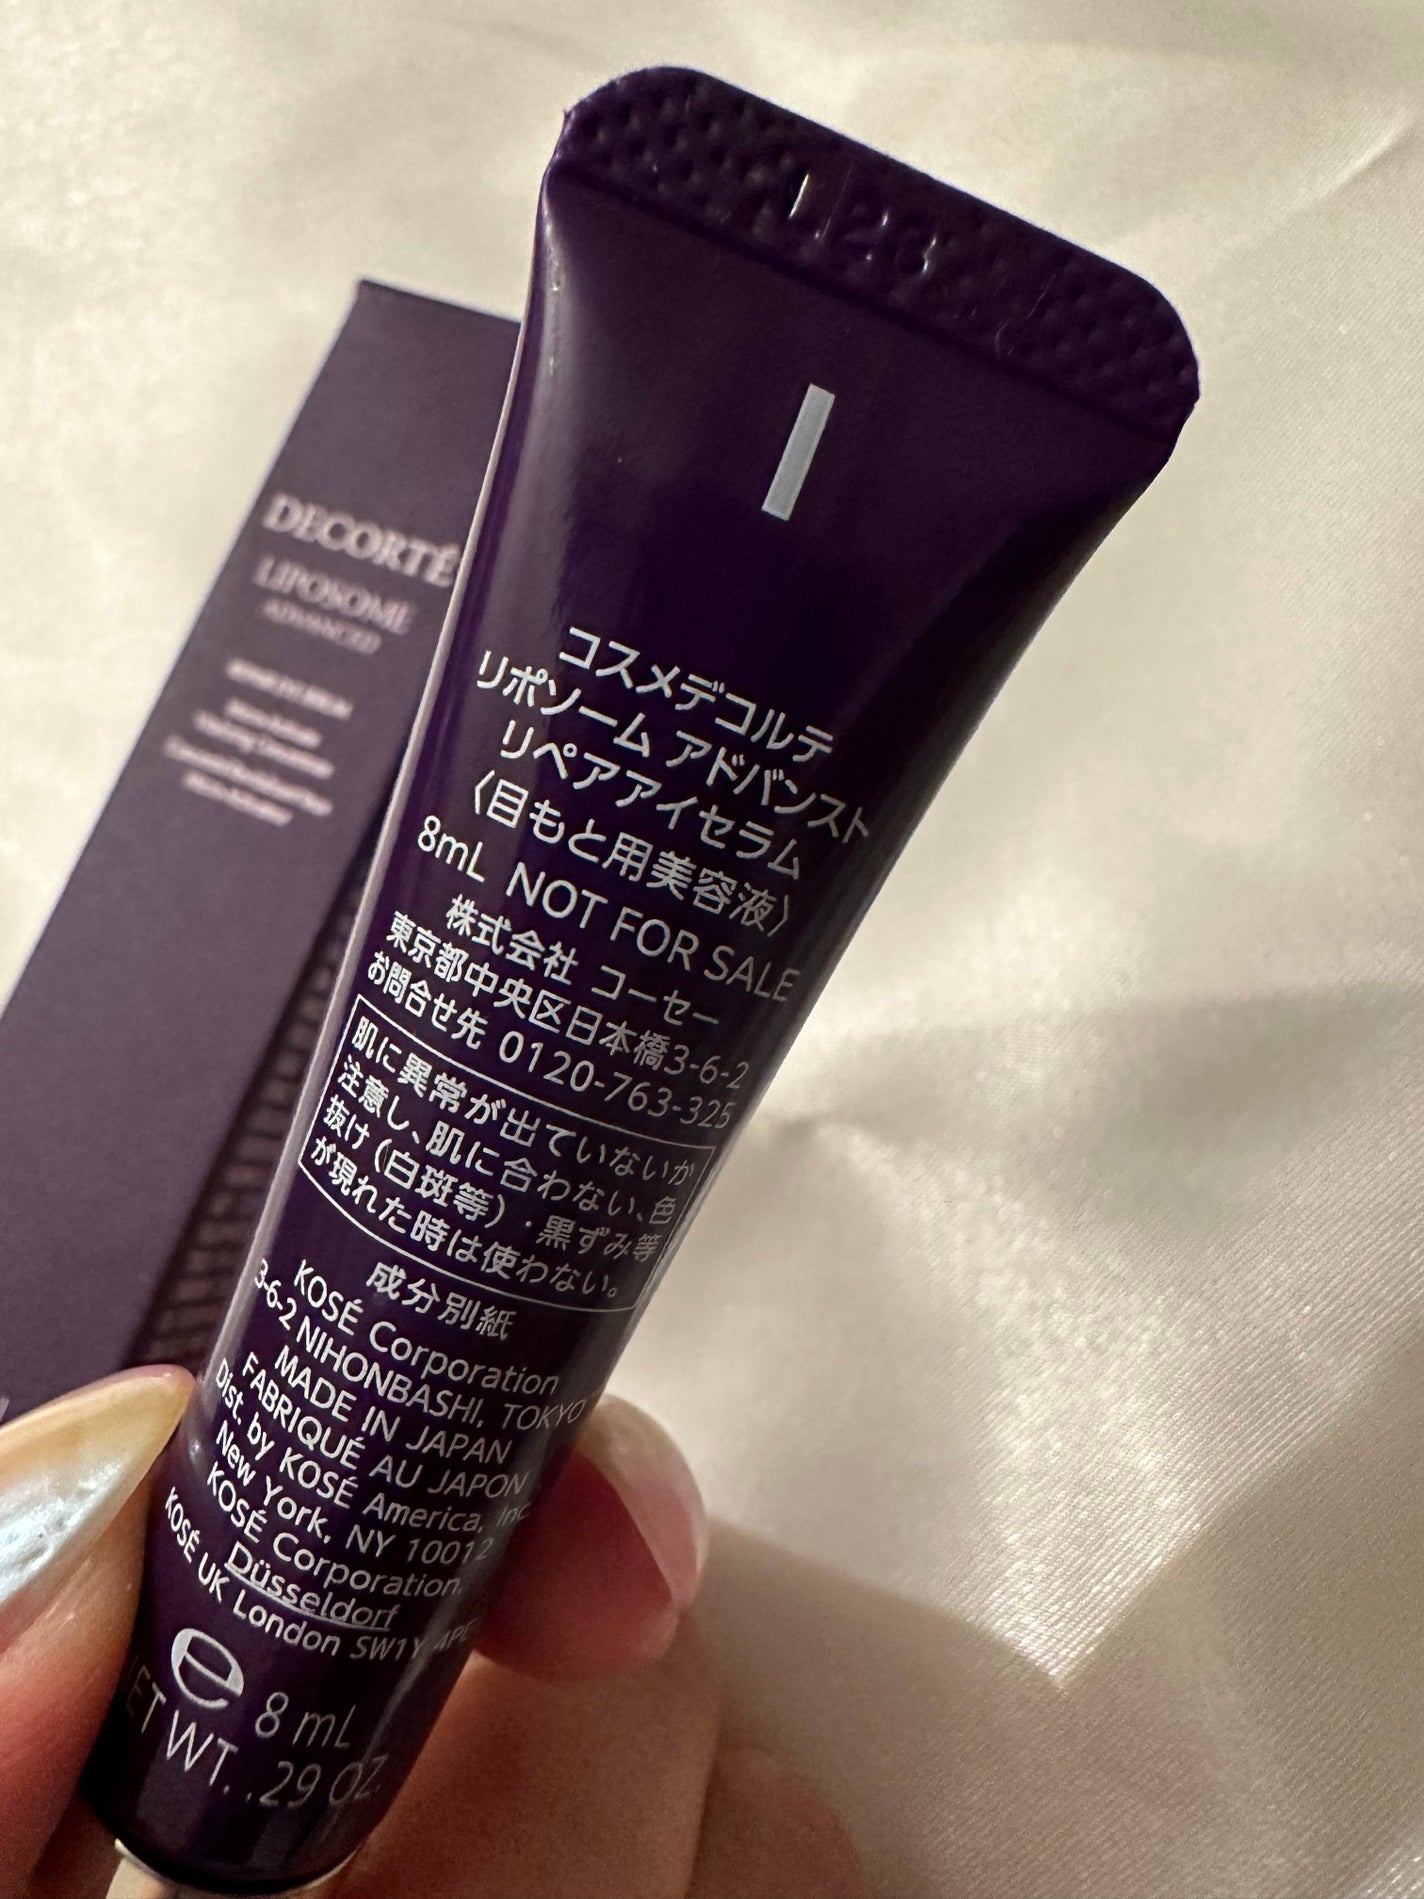 DECORTÉ
LIPOSOME
ADVANCED
コスメデコルテ
リポソーム アドバンスト
リペアアイセラム
〈目もと用美容液〉
8mL NOT FOR SALE
株式会社 コーセー
東京都中央区日本橋3-6-2
お問合せ先 0120-763-325
肌に異常が出ていないか
注意し、肌に合わない、色
抜け（白斑等）・黒ずみ等
が現れた時は使わない。
成分別紙
KOSÉ Corporation
3-6-2 NIHONBASHI, TOKYO
MADE IN JAPAN
FABRIQUÉ AU JAPON
Dist. by KOSÉ America, Inc.
New York, NY 10012
KOSÉ Corporation,
Düsseldorf
KOSÉ UK London SW1Y 4PE
℮ 8 mL
NET WT. .29 OZ.